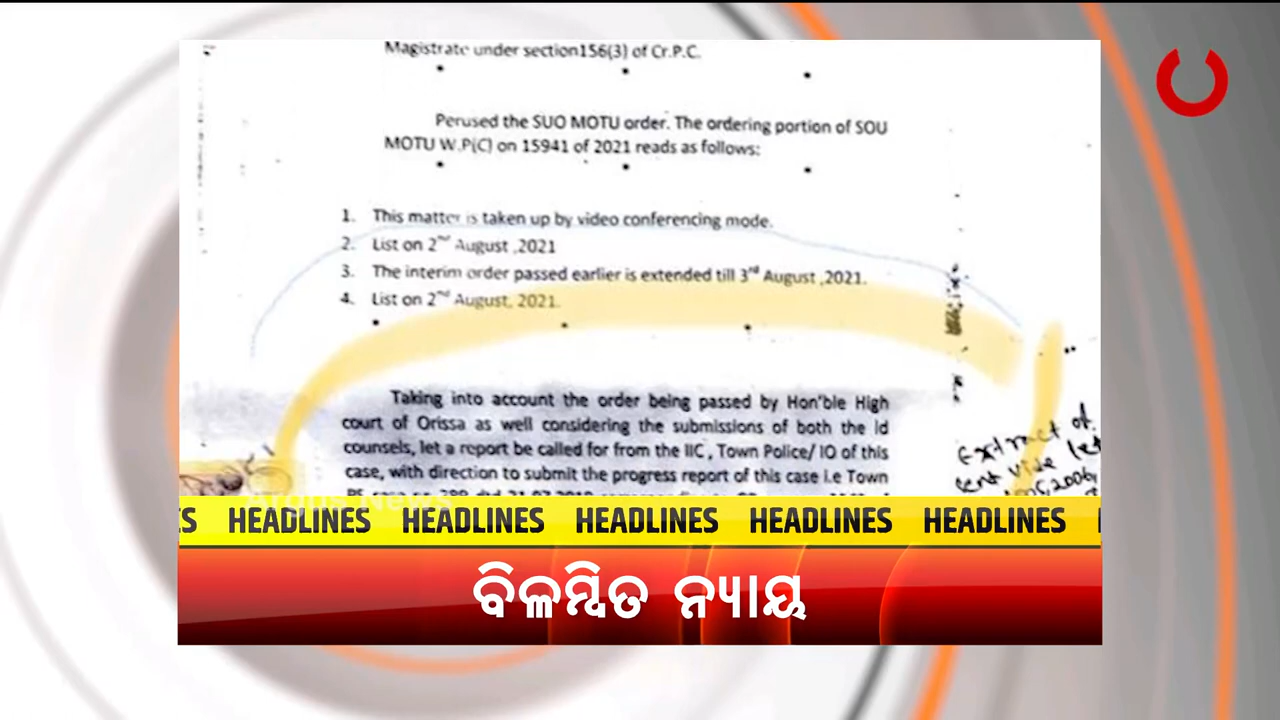 Magistrate under section156(3) of Cr.P.C.
Perused the SUO MOTU order. The ordering portion of SOU
MOTU W.P(C) on 15941 of 2021 reads as follows:
1. This matter is taken up by video conferencing mode.
2. List on 2nd August ,2021
3. The interim order passed earlier is extended till 3rd August ,2021.
4. List on 2nd August, 2021.
Taking into account the order being passed by Hon'ble High
court of Orissa as well considering the submissions of both the ld
counsels, let a report be called for from the IIC, Town Police/ IO of this
case, with direction to submit the progress report of this case i.e Town
Extract of
Argus News
ES HEADLINES HEADLINES HEADLINES HEADLINES HEADLINES
ବିଳମ୍ବିତ ନ୍ୟାୟ